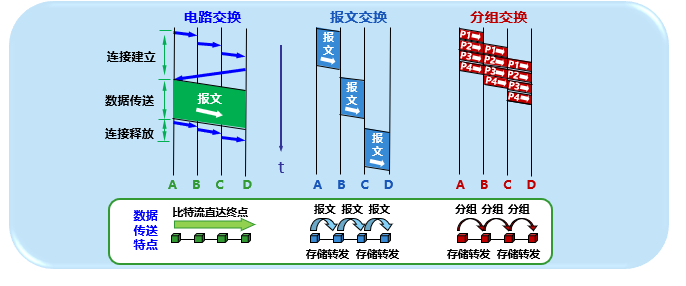 电路交换
报文交换
分组交换
连接建立
数据传送
连接释放
报文
报
文
报
文
报
文
P1
P2
P3
P4
P1
P2
P3
P4
P1
P2
P3
P4
t
A B C D
A B C D
A B C D
数据
传送
特点
比特流直达终点
报文 报文 报文
存储转发 存储转发
分组 分组 分组
存储转发 存储转发